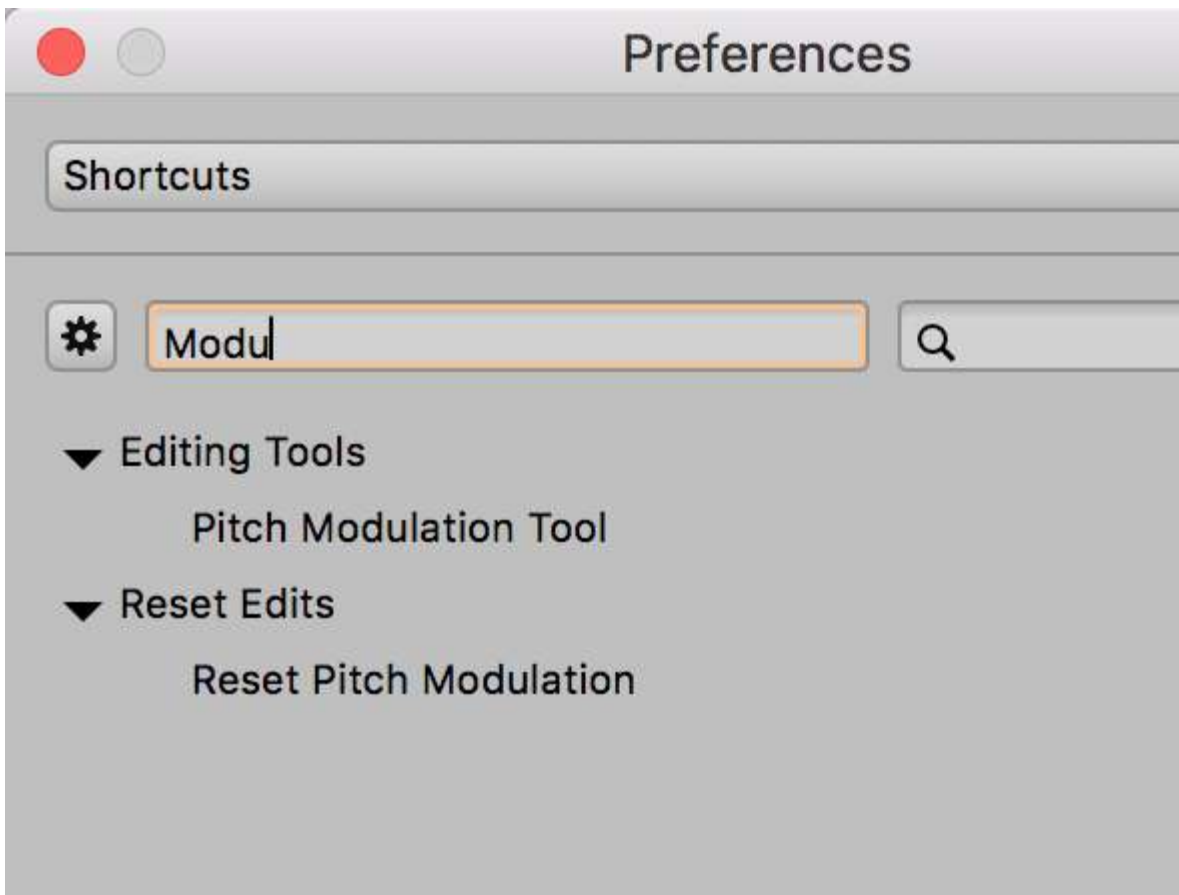 Preferences
Shortcuts
Modu
Editing Tools
Pitch Modulation Tool
Reset Edits
Reset Pitch Modulation